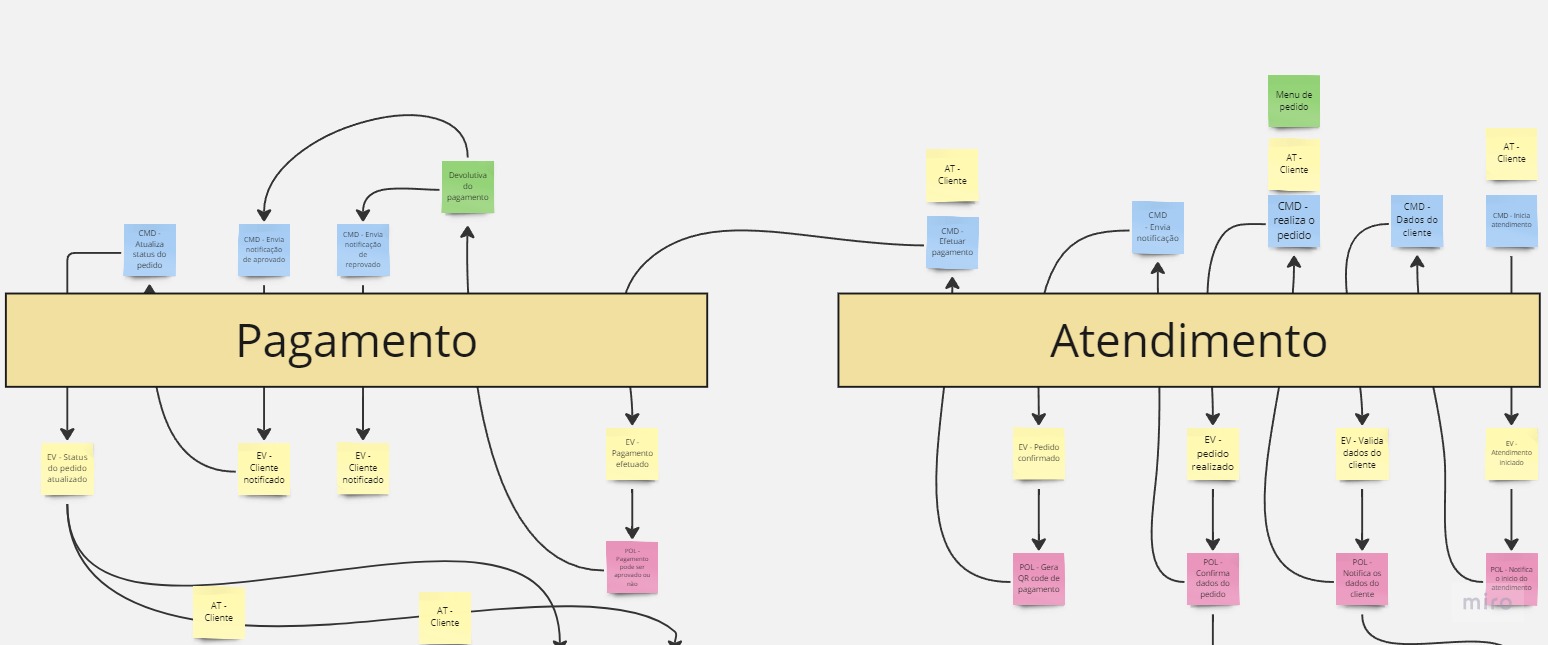 Menu de
pedido
AT -
Cliente
AT -
Cliente
AT -
Cliente
Devolutiva
do
pagamento
CMD -
Atualiza
status do
pedido
CMD - Envia
notificação
de aprovado
CMD - Envia
notificação
de
reprovado
CMD -
Efetuar
pagamento
CMD
- Envia
notificação
CMD -
realiza o
pedido
CMD -
Dados do
cliente
CMD - Inicia
atendimento
Pagamento
Atendimento
EV - Status
do pedido
atualizado
EV -
Cliente
notificado
EV -
Cliente
notificado
EV -
Pagamento
efetuado
EV - Pedido
confirmado
EV -
pedido
realizado
EV - Valida
dados do
cliente
EV -
Atendimento
iniciado
POL -
Pagamento
pode ser
aprovado ou
não
POL - Gera
QR code de
pagamento
POL -
Confirma
dados do
pedido
POL -
Notifica os
dados do
cliente
POL - Notifica
o inicio do
atendimento
AT -
Cliente
AT -
Cliente
miro